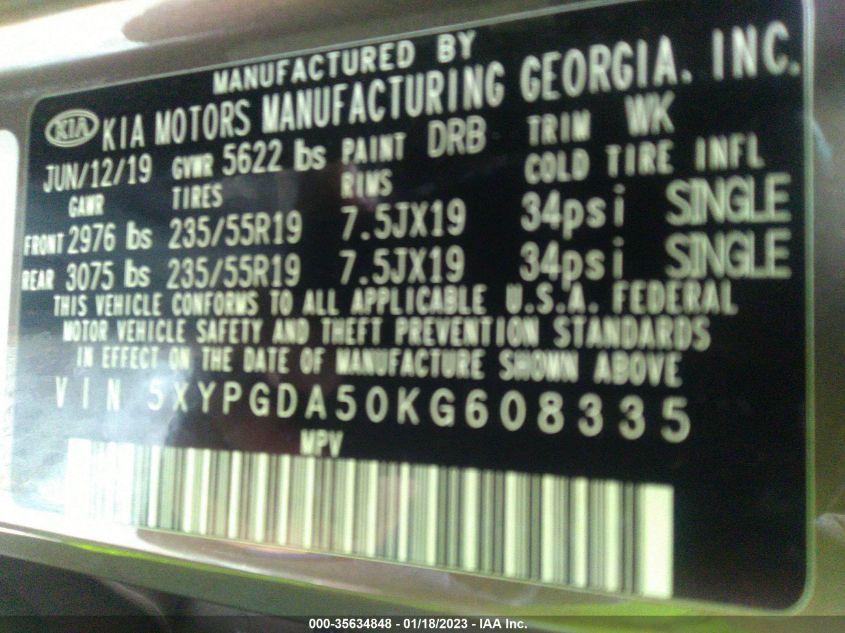 MANUFACTURED BY
KIA KIA MOTORS MANUFACTURING GEORGIA. INC.
JUN/12/19 GVWR 5622 lbs PAINT DRB TRIM WK
GAWR TIRES RIMS COLD TIRE INFL
FRONT 2976 lbs 235/55R19 7.5JX19 34psi SINGLE
REAR 3075 lbs 235/55R19 7.5JX19 34psi SINGLE
THIS VEHICLE CONFORMS TO ALL APPLICABLE U.S.A. FEDERAL
MOTOR VEHICLE SAFETY AND THEFT PREVENTION STANDARDS
IN EFFECT ON THE DATE OF MANUFACTURE SHOWN ABOVE
VIN 5XYPGDA50KG608335
MPV
000-35634848 - 01/18/2023 - IAA Inc.